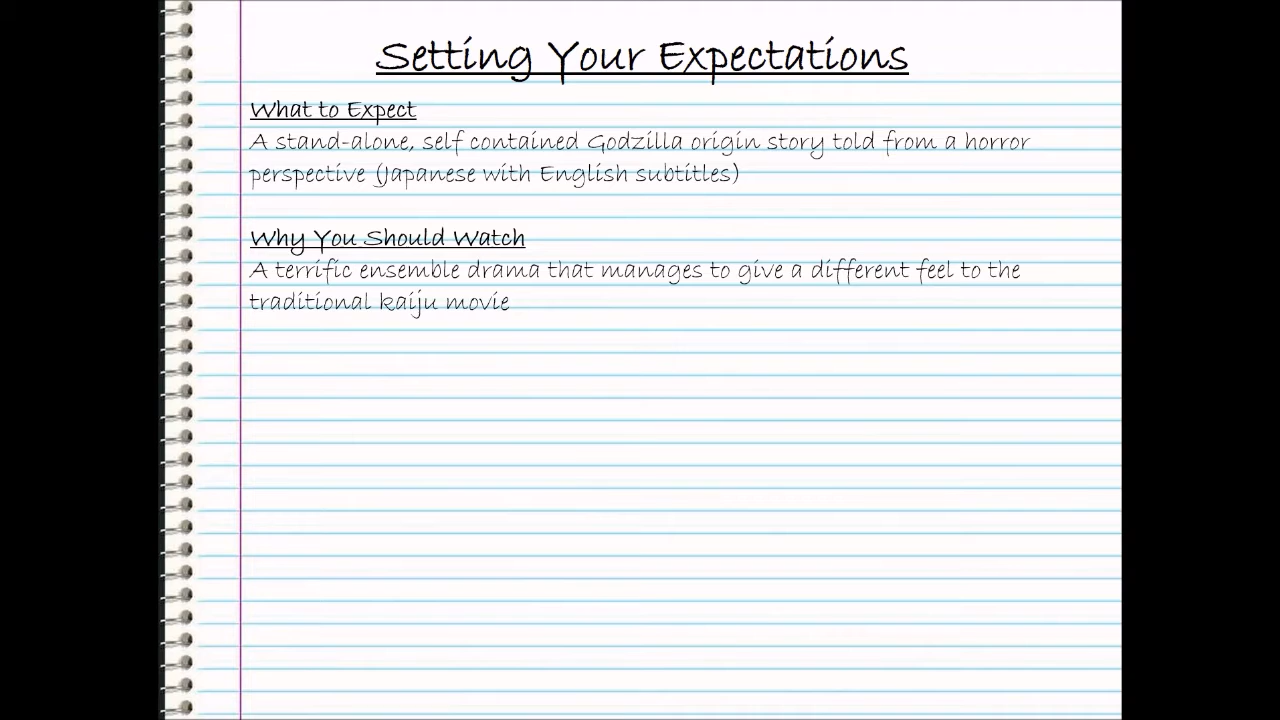 Setting Your Expectations
What to Expect
A stand-alone, self contained Godzilla origin story told from a horror
perspective (Japanese with English subtitles)
Why You Should Watch
A terrific ensemble drama that manages to give a different feel to the
traditional kaiju movie